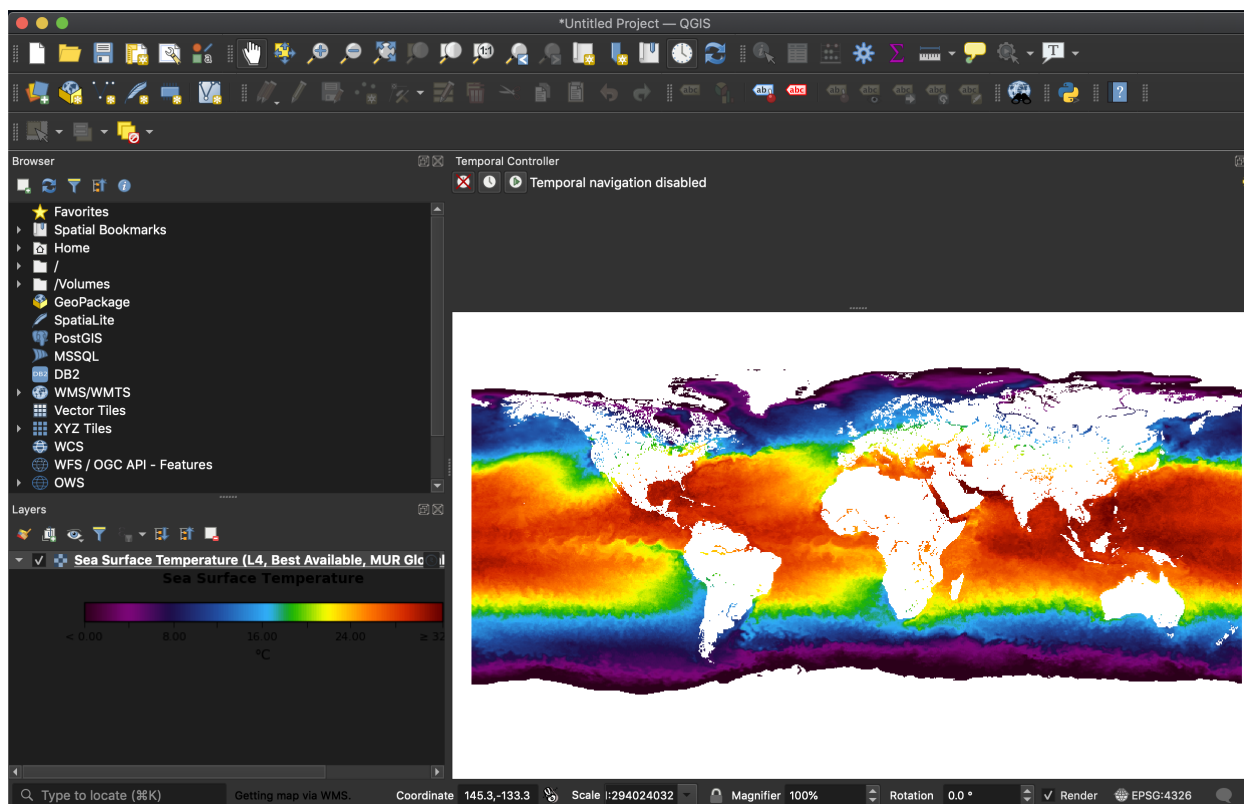 *Untitled Project — QGIS
Browser
Favorites
Spatial Bookmarks
Home
/
/Volumes
GeoPackage
SpatiaLite
PostGIS
MSSQL
DB2
WMS/WMTS
Vector Tiles
XYZ Tiles
WCS
WFS / OGC API - Features
OWS
Layers
Sea Surface Temperature (L4, Best Available, MUR Glo
Sea Surface Temperature
< 0.00 8.00 16.00 24.00 ≥ 32
°C
Temporal Controller
Temporal navigation disabled
Type to locate (⌘K) Getting map via WMS. Coordinate 145.3,-133.3 Scale :294024032 Magnifier 100% Rotation 0.0 ° Render EPSG:4326